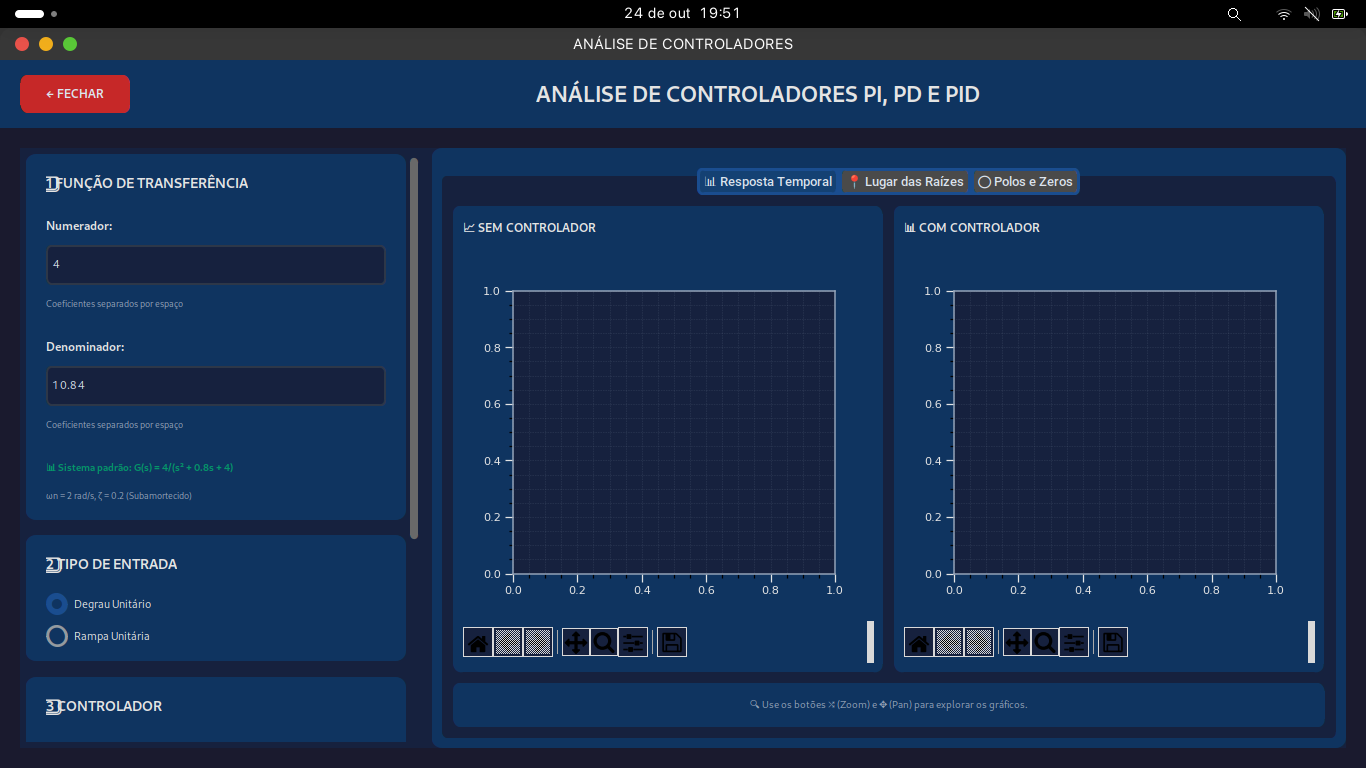 24 de out 19:51
ANÁLISE DE CONTROLADORES
← FECHAR
ANÁLISE DE CONTROLADORES PI, PD E PID
1 FUNÇÃO DE TRANSFERÊNCIA
Numerador:
4
Coeficientes separados por espaço
Denominador:
1 0.8 4
Coeficientes separados por espaço
📊 Sistema padrão: G(s) = 4/(s² + 0.8s + 4)
ωn = 2 rad/s, ζ = 0.2 (Subamortecido)
2 TIPO DE ENTRADA
Degrau Unitário
Rampa Unitária
3 CONTROLADOR
📊 Resposta Temporal 📍 Lugar das Raízes ◯ Polos e Zeros
📈 SEM CONTROLADOR
1.0
0.8
0.6
0.4
0.2
0.0
0.0 0.2 0.4 0.6 0.8 1.0
📊 COM CONTROLADOR
1.0
0.8
0.6
0.4
0.2
0.0
0.0 0.2 0.4 0.6 0.8 1.0
🔍 Use os botões 🔀 (Zoom) e ✥ (Pan) para explorar os gráficos.